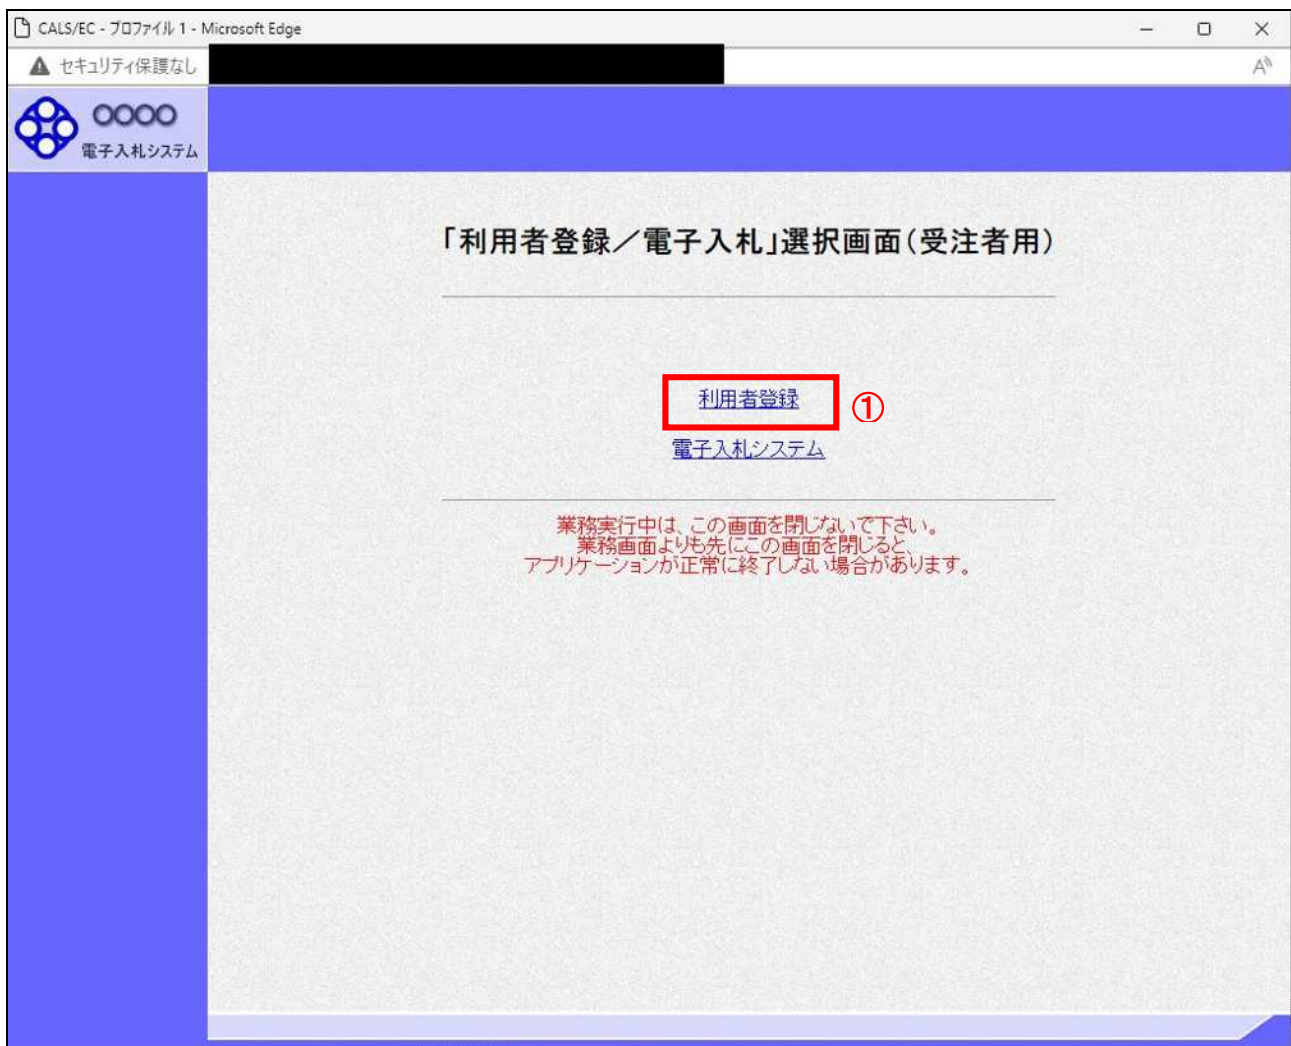 CALS/EC - プロファイル 1 - Microsoft Edge
セキュリティ保護なし
〇〇〇〇
電子入札システム
「利用者登録／電子入札」選択画面(受注者用)
利用者登録
①
電子入札システム
業務実行中は、この画面を閉じないで下さい。
業務画面よりも先にこの画面を閉じると、
アプリケーションが正常に終了しない場合があります。